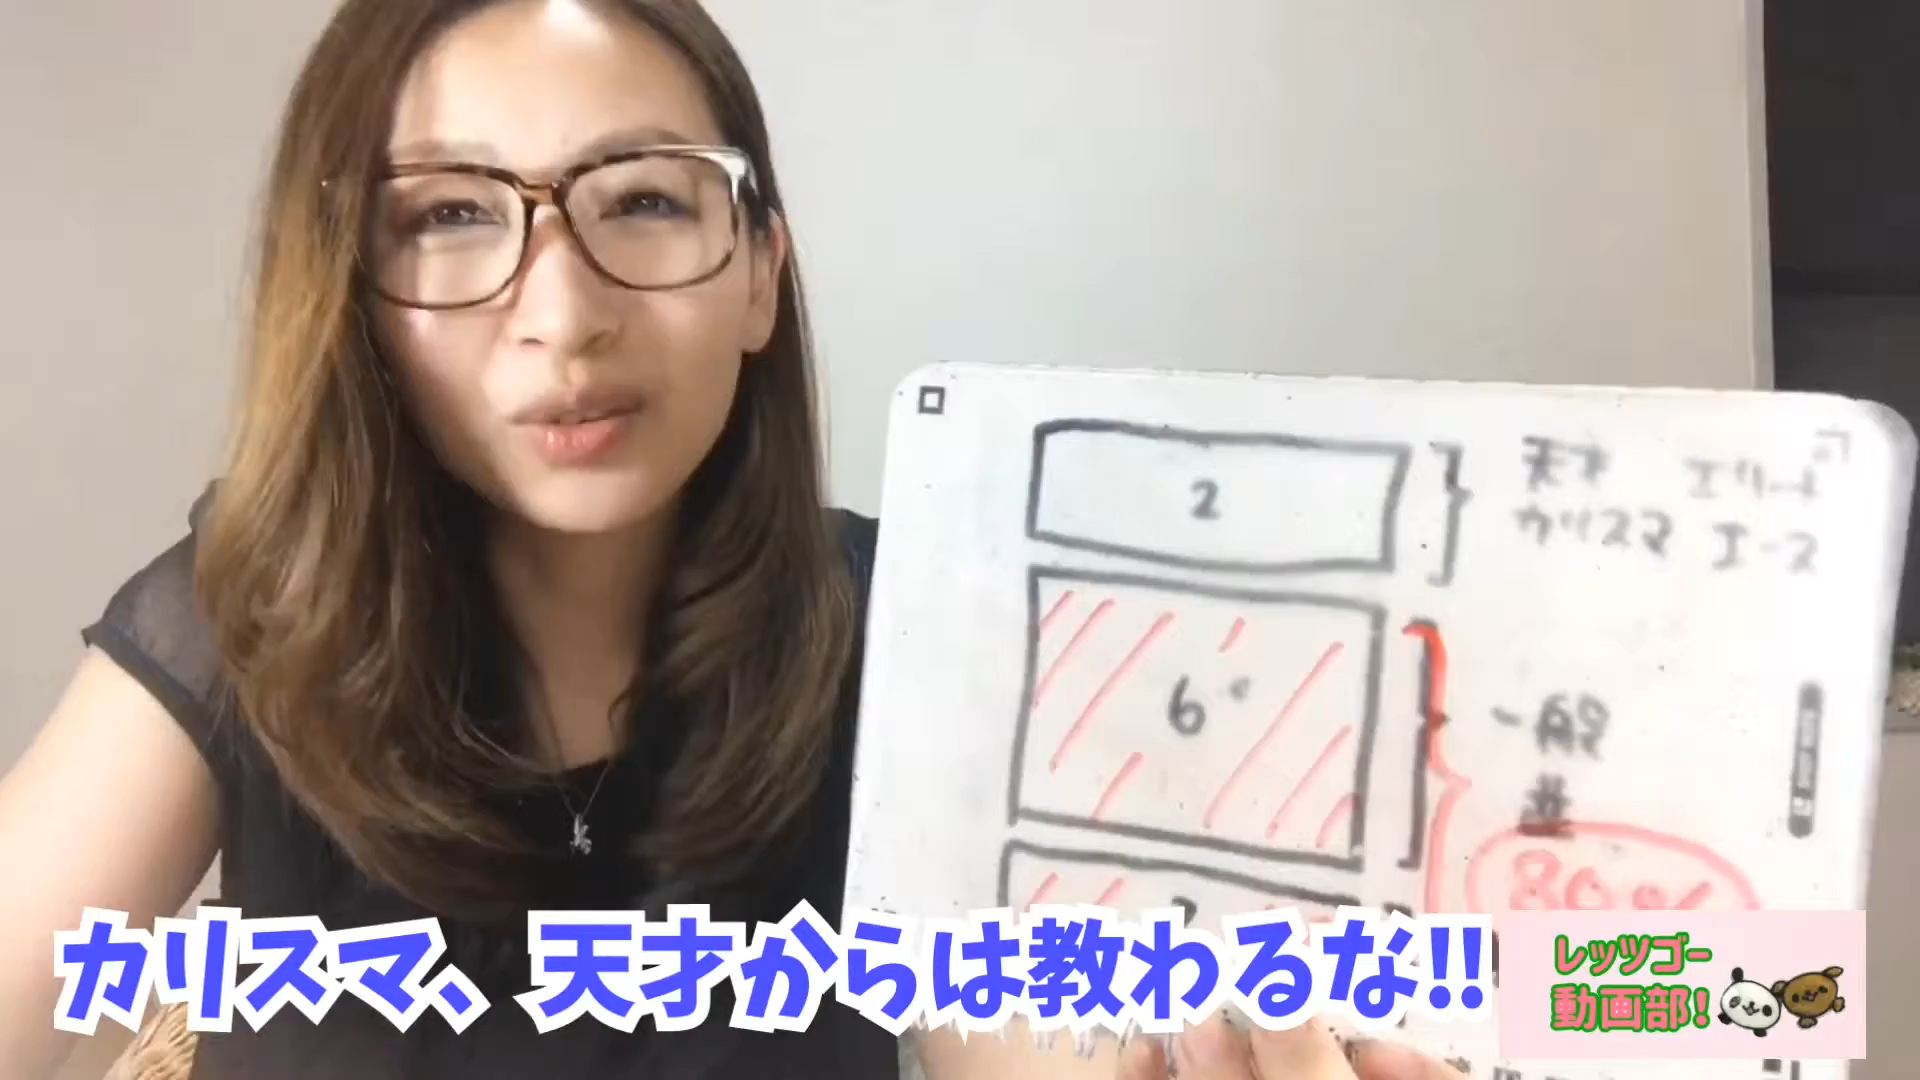 2
天才 エリート
カリスマ エース
6
一般
80%
2
カリスマ、天才からは教わるな!!
レッツゴー
動画部!